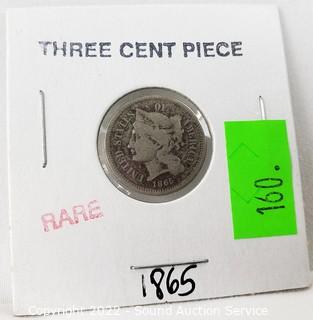 THREE CENT PIECE
UNITED STATES OF AMERICA
1865
RARE
160.
1865
Copyright 2022 - Sound Auction Service